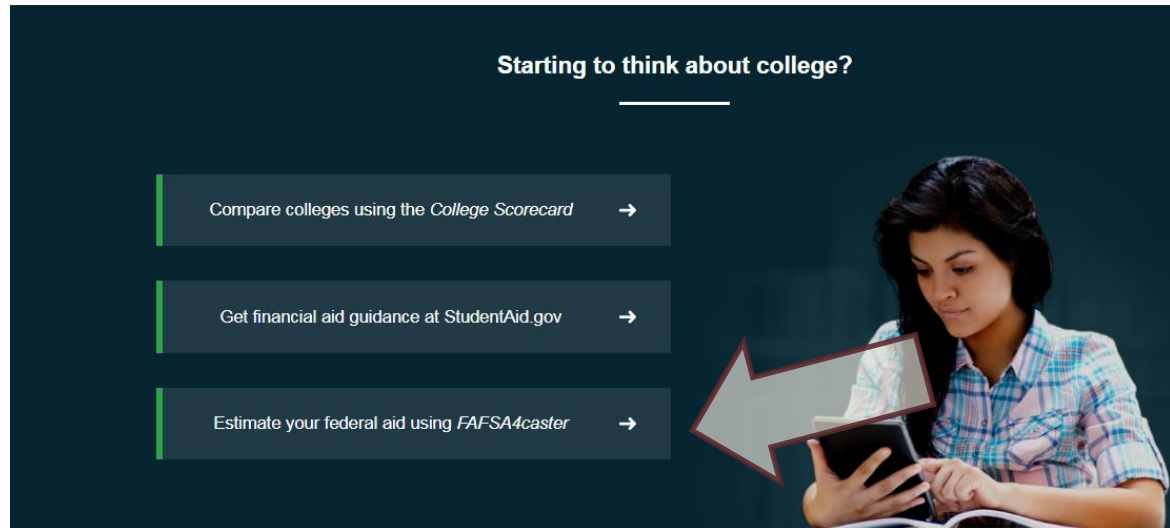 Starting to think about college?
Compare colleges using the College Scorecard
Get financial aid guidance at StudentAid.gov
Estimate your federal aid using FAFSA4caster